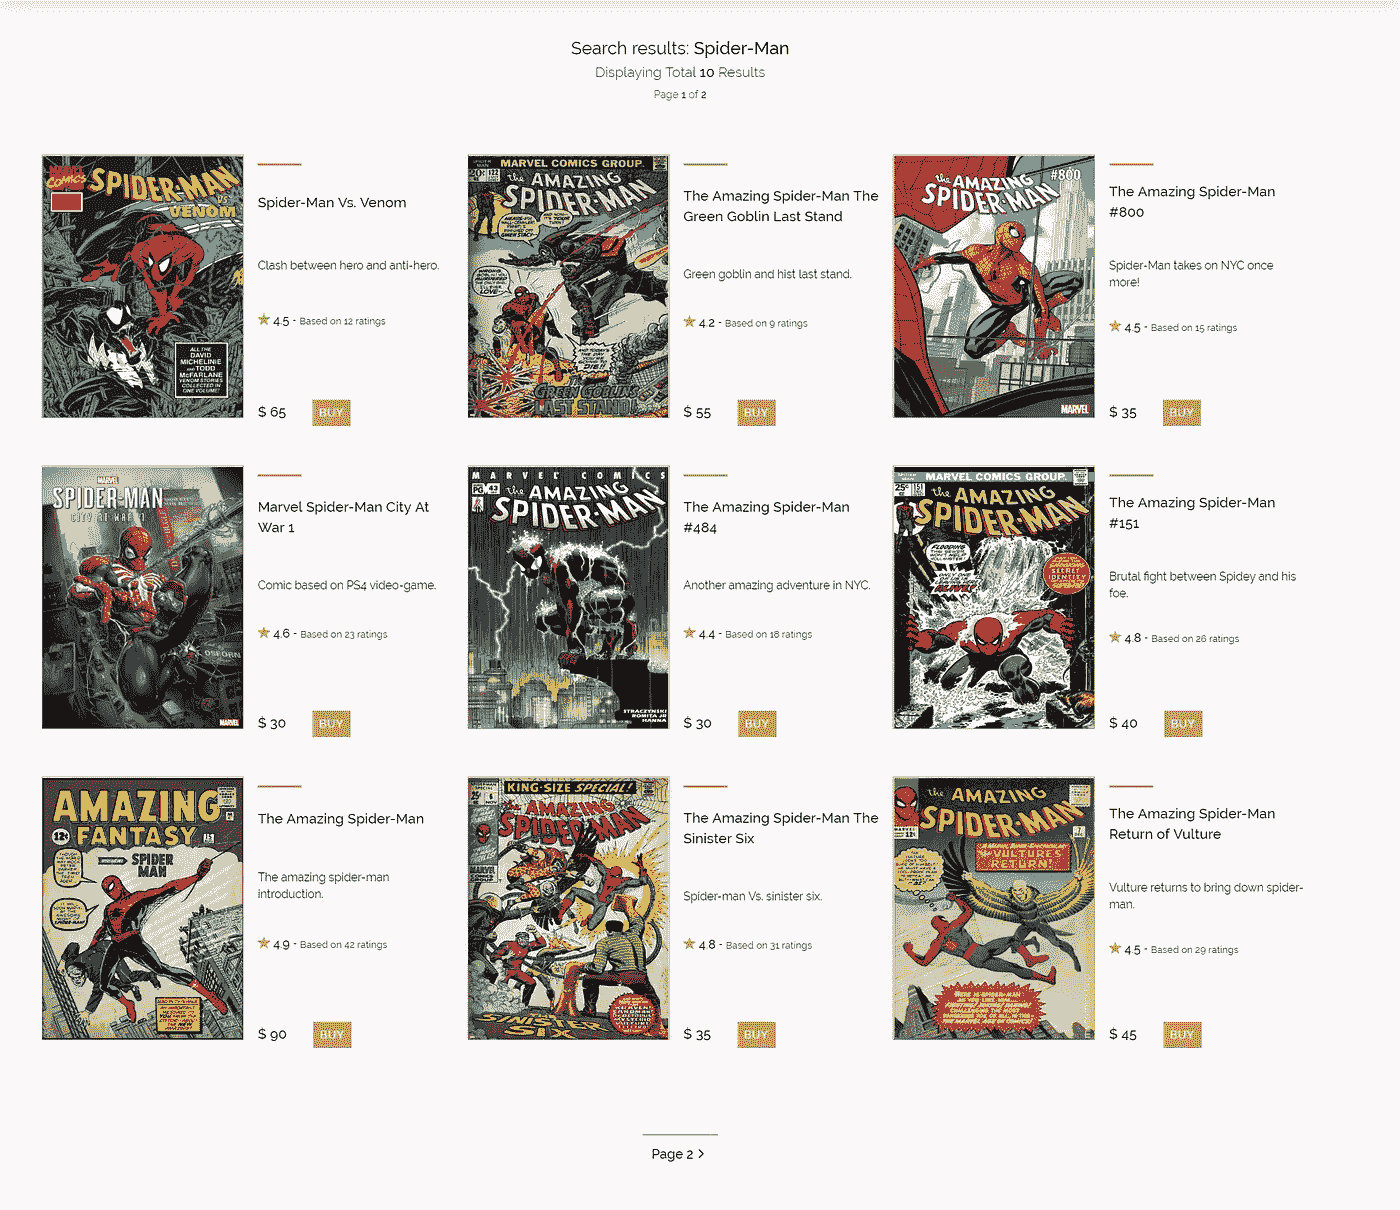 Search results: Spider-Man
Displaying Total 10 Results
Page 1 of 2
MARVEL COMICS
SPIDER-MAN
VS.
VENOM
ALL THE
DAVID
MICHELINIE
AND TODD
McFARLANE
VENOM STORIES
COLLECTED IN
ONE VOLUME!
Spider-Man Vs. Venom
Clash between hero and anti-hero.
4.5 - Based on 12 ratings
$ 65
BUY
MARVEL COMICS GROUP.
122
the AMAZING
SPIDER-MAN
GREEN GOBLIN'S
LAST STAND!
The Amazing Spider-Man The
Green Goblin Last Stand
Green goblin and hist last stand.
4.2 - Based on 9 ratings
$ 55
BUY
the AMAZING
SPIDER-MAN
#800
MARVEL
The Amazing Spider-Man
#800
Spider-Man takes on NYC once
more!
4.5 - Based on 15 ratings
$ 35
BUY
MARVEL
SPIDER-MAN
CITY AT WAR 1
OSBORN
MARVEL
Marvel Spider-Man City At
War 1
Comic based on PS4 video-game.
4.6 - Based on 23 ratings
$ 30
BUY
MARVEL COMICS
PG 43
the AMAZING
SPIDER-MAN
STRACZYNSKI
ROMITA JR
HANNA
The Amazing Spider-Man
#484
Another amazing adventure in NYC.
4.4 - Based on 18 ratings
$ 30
BUY
MARVEL COMICS GROUP.
25¢ 151
the AMAZING
SPIDER-MAN
SECRET
IDENTITY
The Amazing Spider-Man
#151
Brutal fight between Spidey and his
foe.
4.8 - Based on 26 ratings
$ 40
BUY
AMAZING
FANTASY
12¢
15
SPIDER
MAN
The Amazing Spider-Man
The amazing spider-man
introduction.
4.9 - Based on 42 ratings
$ 90
BUY
KING-SIZE SPECIAL!
the AMAZING
SPIDER-MAN
SINISTER
SIX
The Amazing Spider-Man The
Sinister Six
Spider-man Vs. sinister six.
4.8 - Based on 31 ratings
$ 35
BUY
the AMAZING
SPIDER-MAN
MARVEL
12¢
VULTURE'S
RETURN!
The Amazing Spider-Man
Return of Vulture
Vulture returns to bring down spider-
man.
4.5 - Based on 29 ratings
$ 45
BUY
Page 2 >